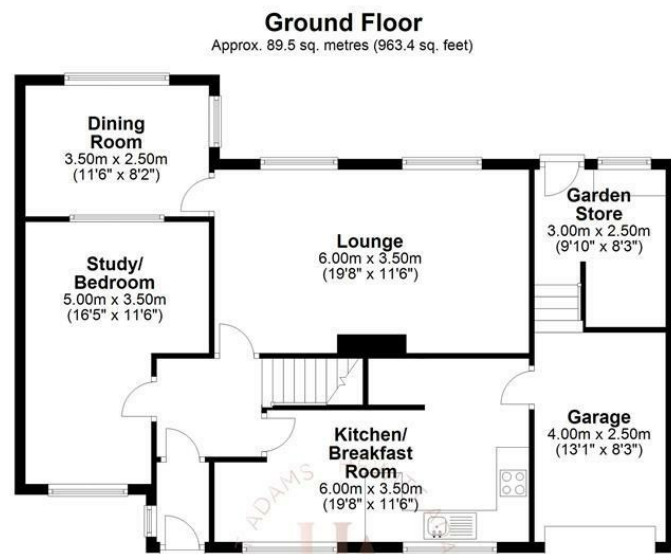 Ground Floor
Approx. 89.5 sq. metres (963.4 sq. feet)
Dining
Room
3.50m x 2.50m
(11'6" x 8'2")
Lounge
6.00m x 3.50m
(19'8" x 11'6")
Garden
Store
3.00m x 2.50m
(9'10" x 8'3")
Study/
Bedroom
5.00m x 3.50m
(16'5" x 11'6")
Kitchen/
Breakfast
Room
6.00m x 3.50m
(19'8" x 11'6")
Garage
4.00m x 2.50m
(13'1" x 8'3")
ADAMS